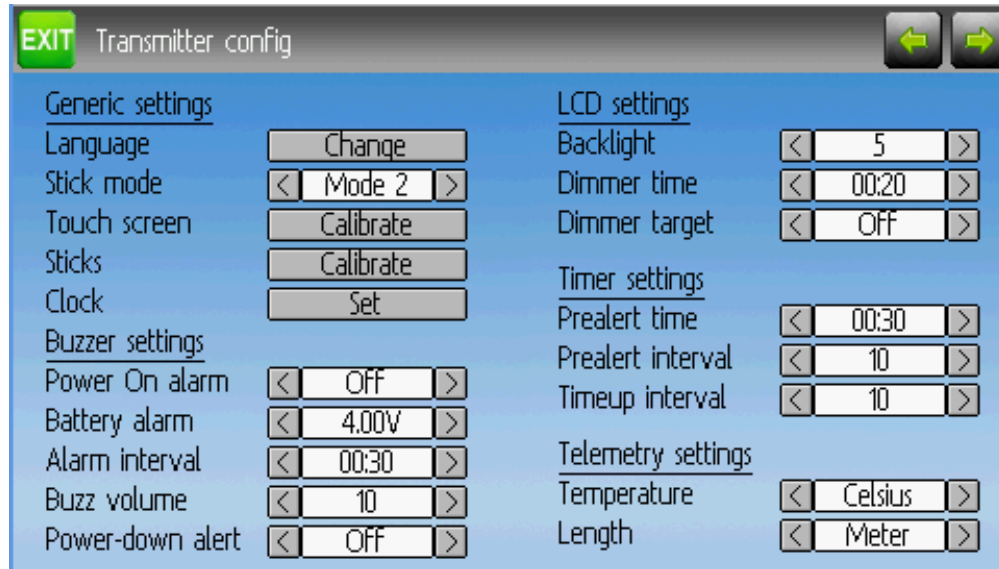 EXIT Transmitter config
Generic settings
Language Change
Stick mode < Mode 2 >
Touch screen Calibrate
Sticks Calibrate
Clock Set
Buzzer settings
Power On alarm < Off >
Battery alarm < 4.00V >
Alarm interval < 00:30 >
Buzz volume < 10 >
Power-down alert < Off >
LCD settings
Backlight < 5 >
Dimmer time < 00:20 >
Dimmer target < Off >
Timer settings
Prealert time < 00:30 >
Prealert interval < 10 >
Timeup interval < 10 >
Telemetry settings
Temperature < Celsius >
Length < Meter >